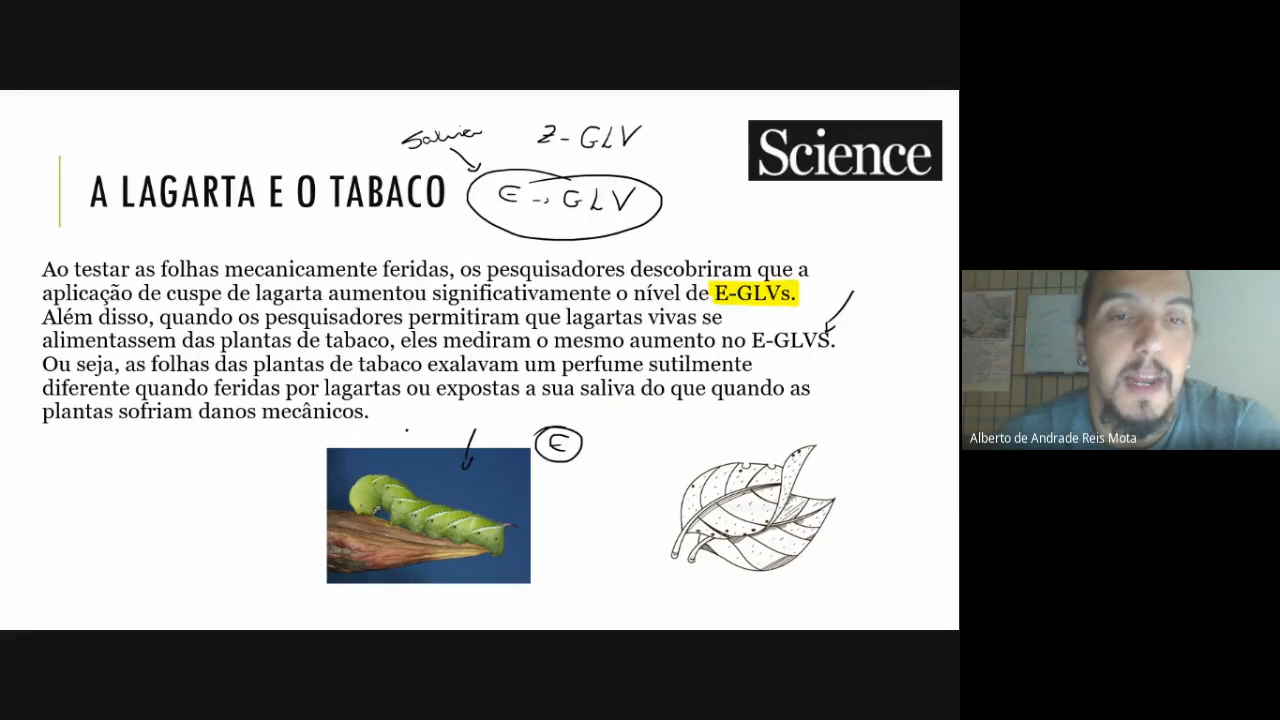 Saliva
Z-GLV
Science
A LAGARTA E O TABACO
E-GLV
Ao testar as folhas mecanicamente feridas, os pesquisadores descobriram que a
aplicação de cuspe de lagarta aumentou significativamente o nível de E-GLVs.
Além disso, quando os pesquisadores permitiram que lagartas vivas se
alimentassem das plantas de tabaco, eles mediram o mesmo aumento no E-GLVS.
Ou seja, as folhas das plantas de tabaco exalavam um perfume sutilmente
diferente quando feridas por lagartas ou expostas a sua saliva do que quando as
plantas sofriam danos mecânicos.
E
Alberto de Andrade Reis Mota